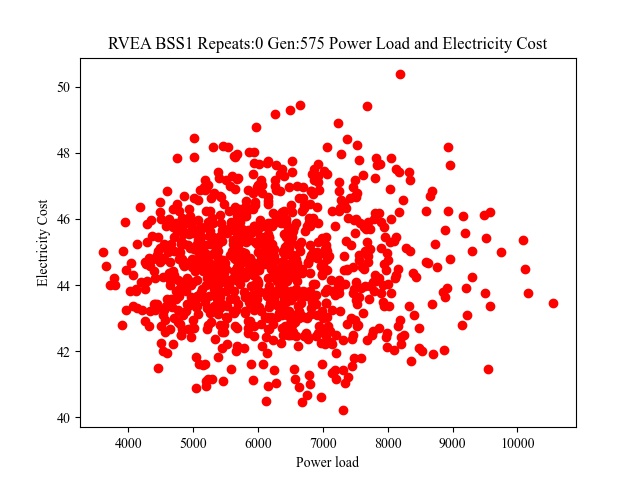 RVEA BSS1 Repeats:0 Gen:575 Power Load and Electricity Cost
50
48
46
44
42
40
Electricity Cost
4000 5000 6000 7000 8000 9000 10000
Power load